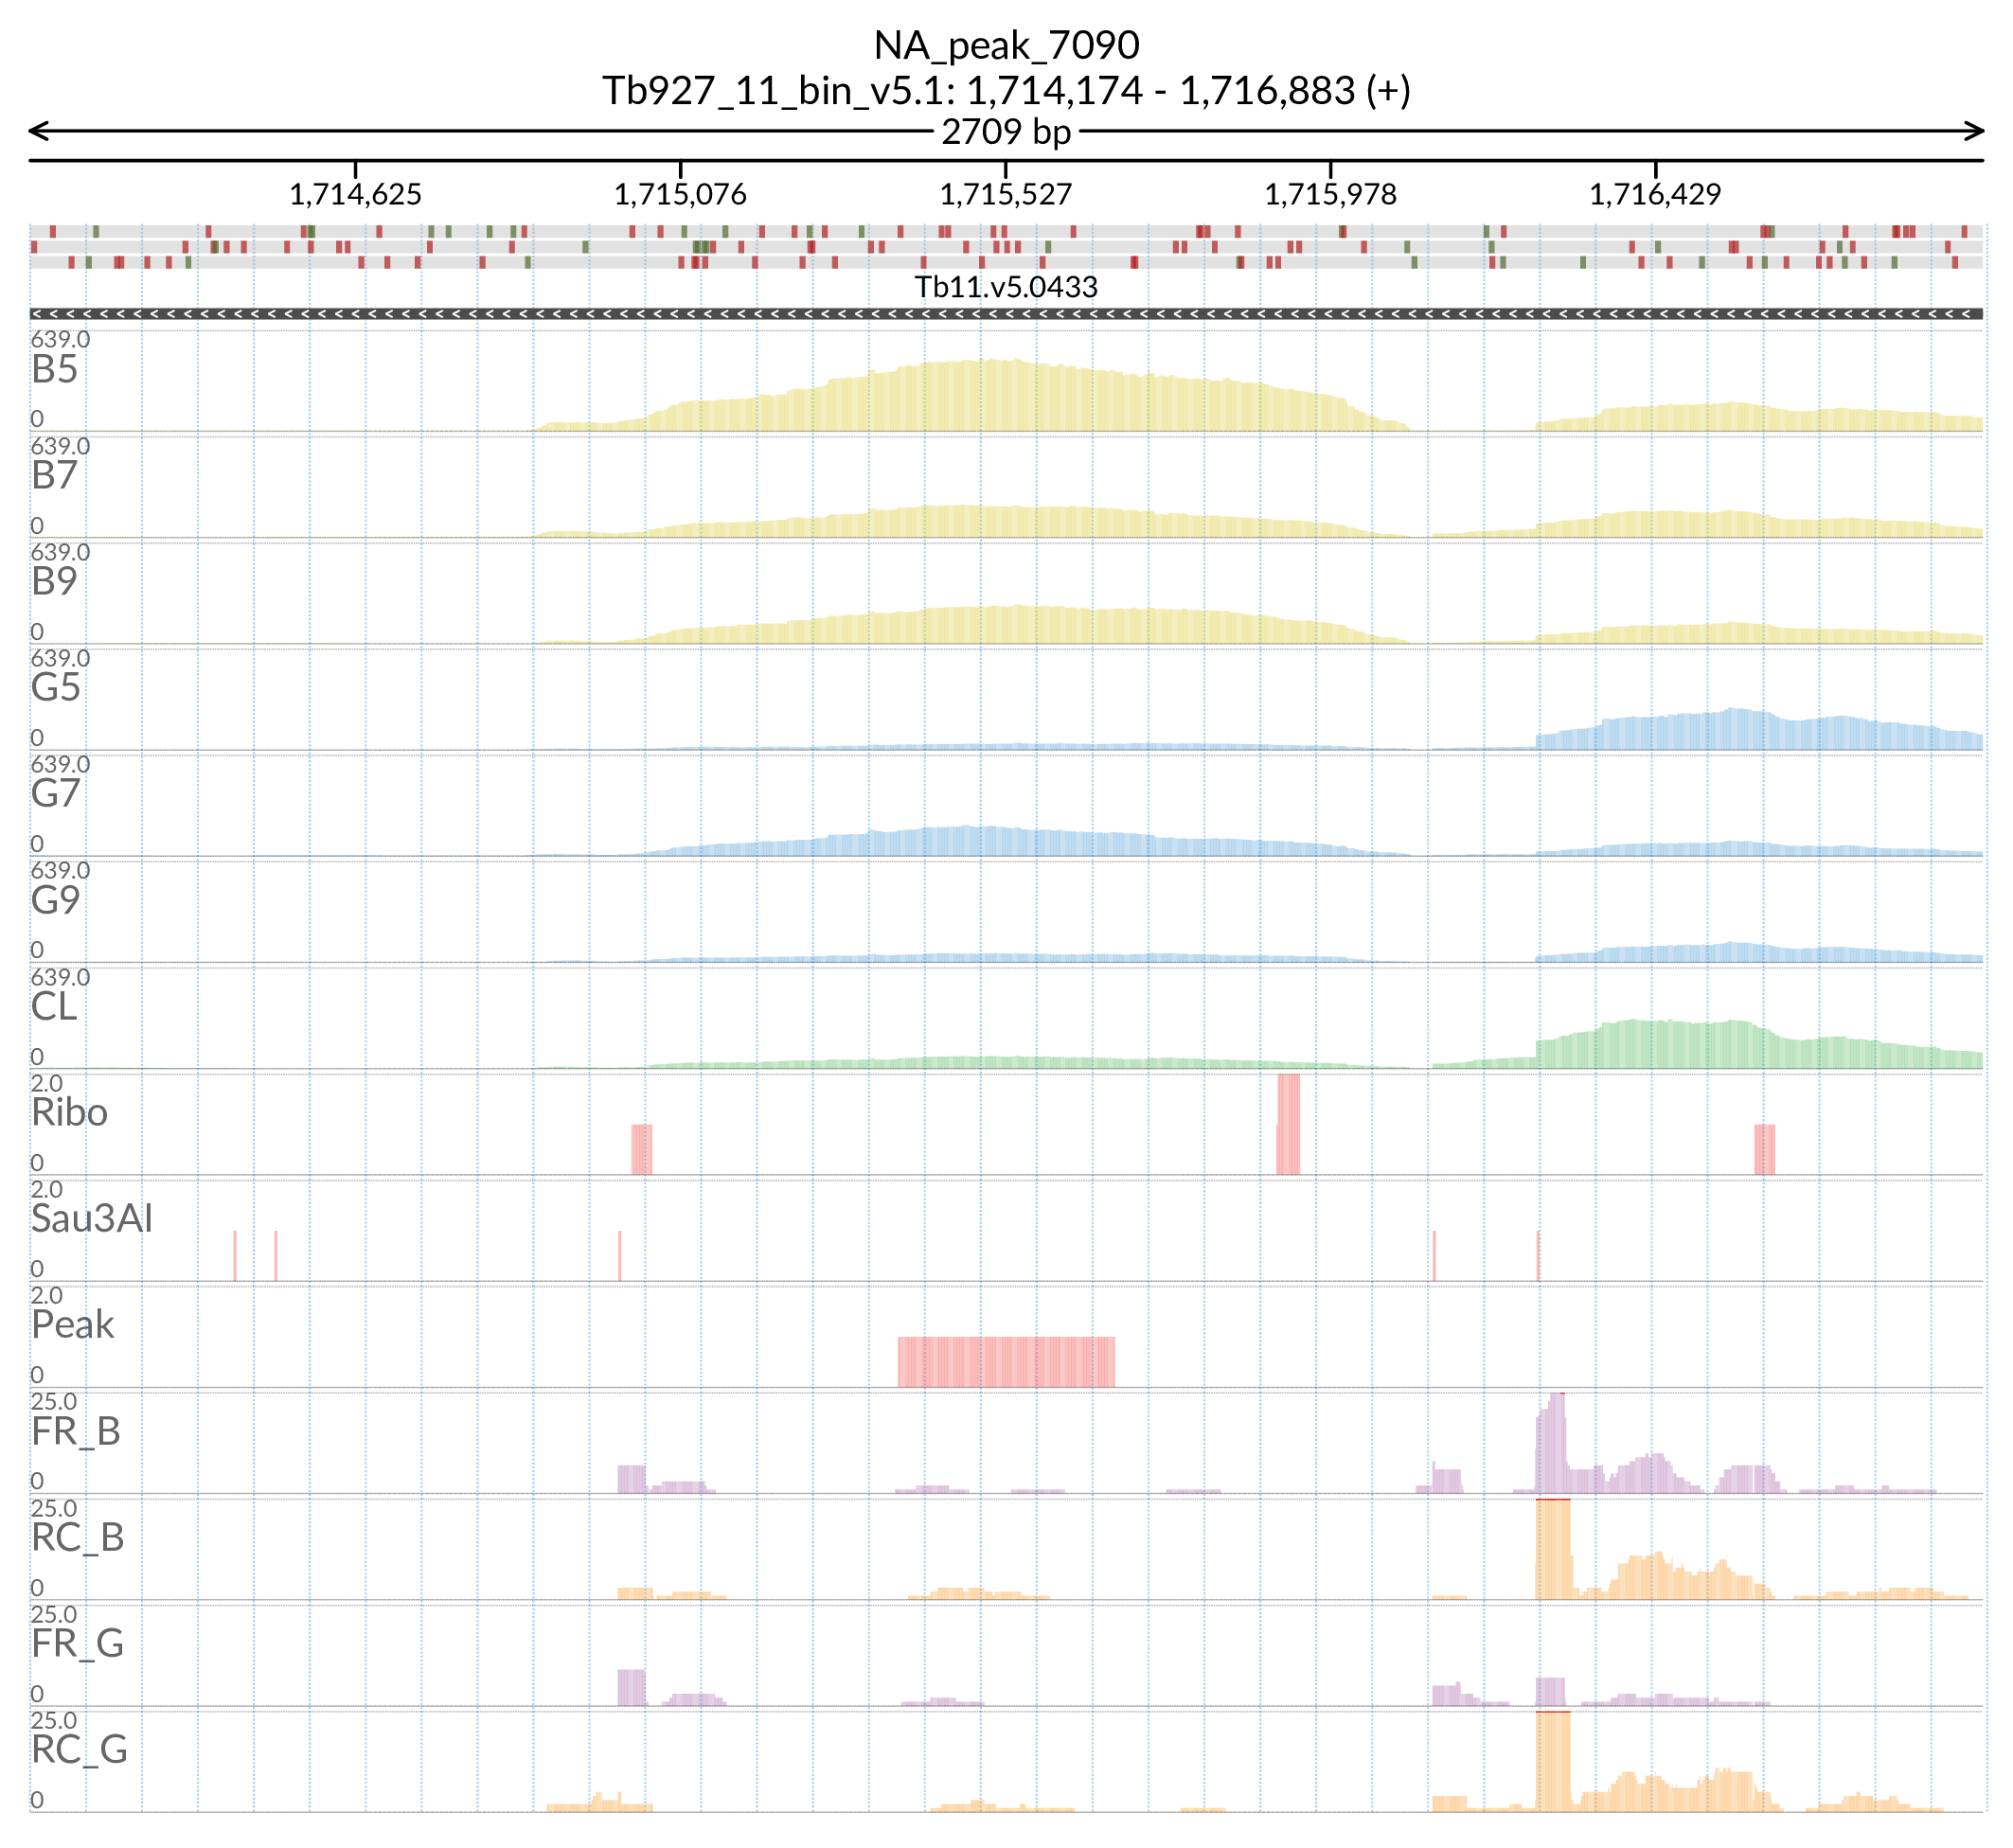 NA_peak_7090
Tb927_11_bin_v5.1: 1,714,174 - 1,716,883 (+)
2709 bp
1,714,625 1,715,076 1,715,527 1,715,978 1,716,429
Tb11.v5.0433
639.0
B5
0
639.0
B7
0
639.0
B9
0
639.0
G5
0
639.0
G7
0
639.0
G9
0
639.0
CL
0
2.0
Ribo
0
2.0
Sau3AI
0
2.0
Peak
0
25.0
FR_B
0
25.0
RC_B
0
25.0
FR_G
0
25.0
RC_G
0